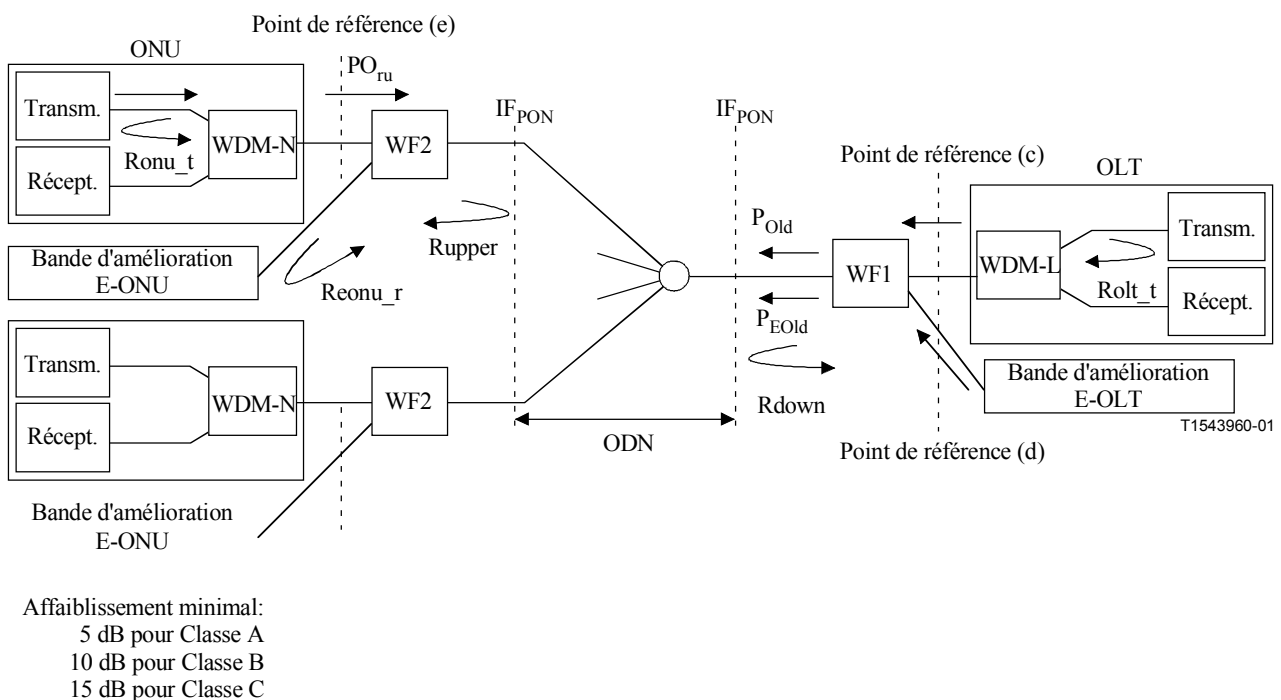 Point de référence (e)
ONU
PO_ru
Transm.
Ronu_t
WDM-N
Récept.
WF2
IF_PON
IF_PON
Point de référence (c)
OLT
Rupper
P_Old
WF1
WDM-L
Transm.
Rolt_t
Récept.
Bande d'amélioration
E-ONU
Reonu_r
P_EOld
Rdown
Bande d'amélioration
E-OLT
T1543960-01
Transm.
WDM-N
Récept.
WF2
ODN
Point de référence (d)
Bande d'amélioration
E-ONU
Affaiblissement minimal:
5 dB pour Classe A
10 dB pour Classe B
15 dB pour Classe C